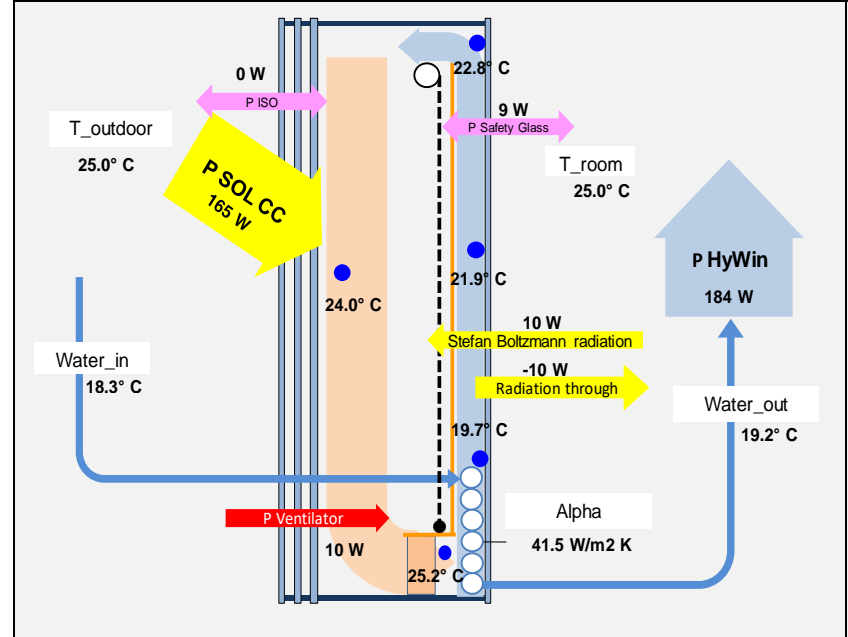 0 W
P ISO
T_outdoor
25.0° C
P SOL CC
165 W
22.8° C
9 W
P Safety Glass
T_room
25.0° C
24.0° C
21.9° C
P HyWin
184 W
10 W
Stefan Boltzmann radiation
-10 W
Radiation through
Water_in
18.3° C
Water_out
19.2° C
19.7° C
P Ventilator
10 W
25.2° C
Alpha
41.5 W/m2 K